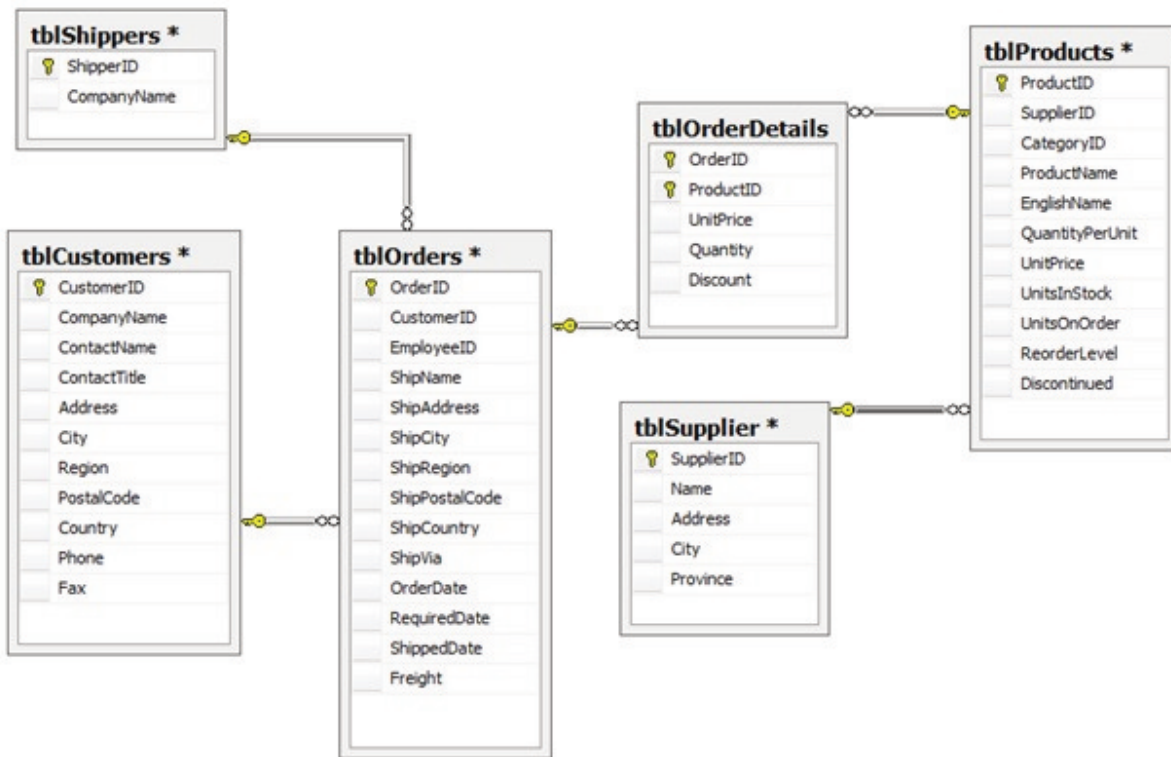 tblShippers *
ShipperID
CompanyName
tblCustomers *
CustomerID
CompanyName
ContactName
ContactTitle
Address
City
Region
PostalCode
Country
Phone
Fax
tblOrders *
OrderID
CustomerID
EmployeeID
ShipName
ShipAddress
ShipCity
ShipRegion
ShipPostalCode
ShipCountry
ShipVia
OrderDate
RequiredDate
ShippedDate
Freight
tblOrderDetails
OrderID
ProductID
UnitPrice
Quantity
Discount
tblSupplier *
SupplierID
Name
Address
City
Province
tblProducts *
ProductID
SupplierID
CategoryID
ProductName
EnglishName
QuantityPerUnit
UnitPrice
UnitsInStock
UnitsOnOrder
ReorderLevel
Discontinued